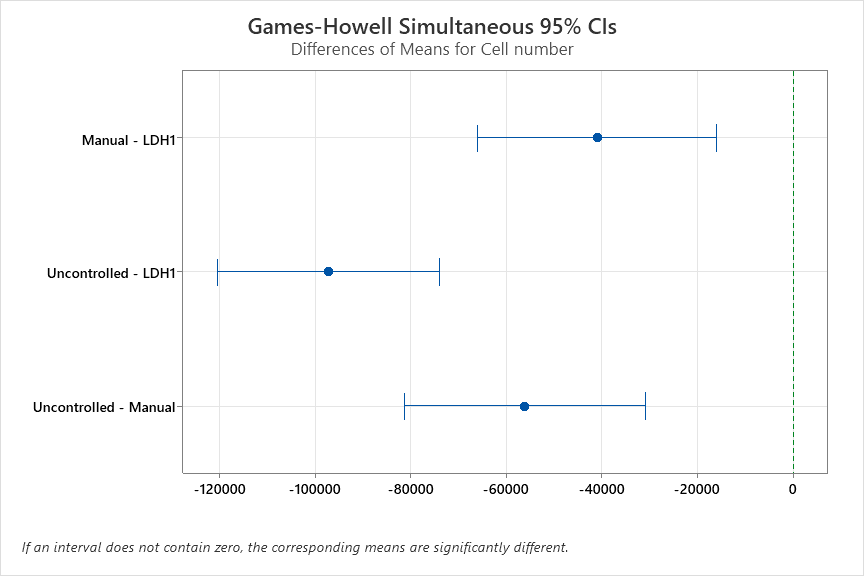 Games-Howell Simultaneous 95% CIs
Differences of Means for Cell number
Manual - LDH1
Uncontrolled - LDH1
Uncontrolled - Manual
-120000 -100000 -80000 -60000 -40000 -20000 0
If an interval does not contain zero, the corresponding means are significantly different.